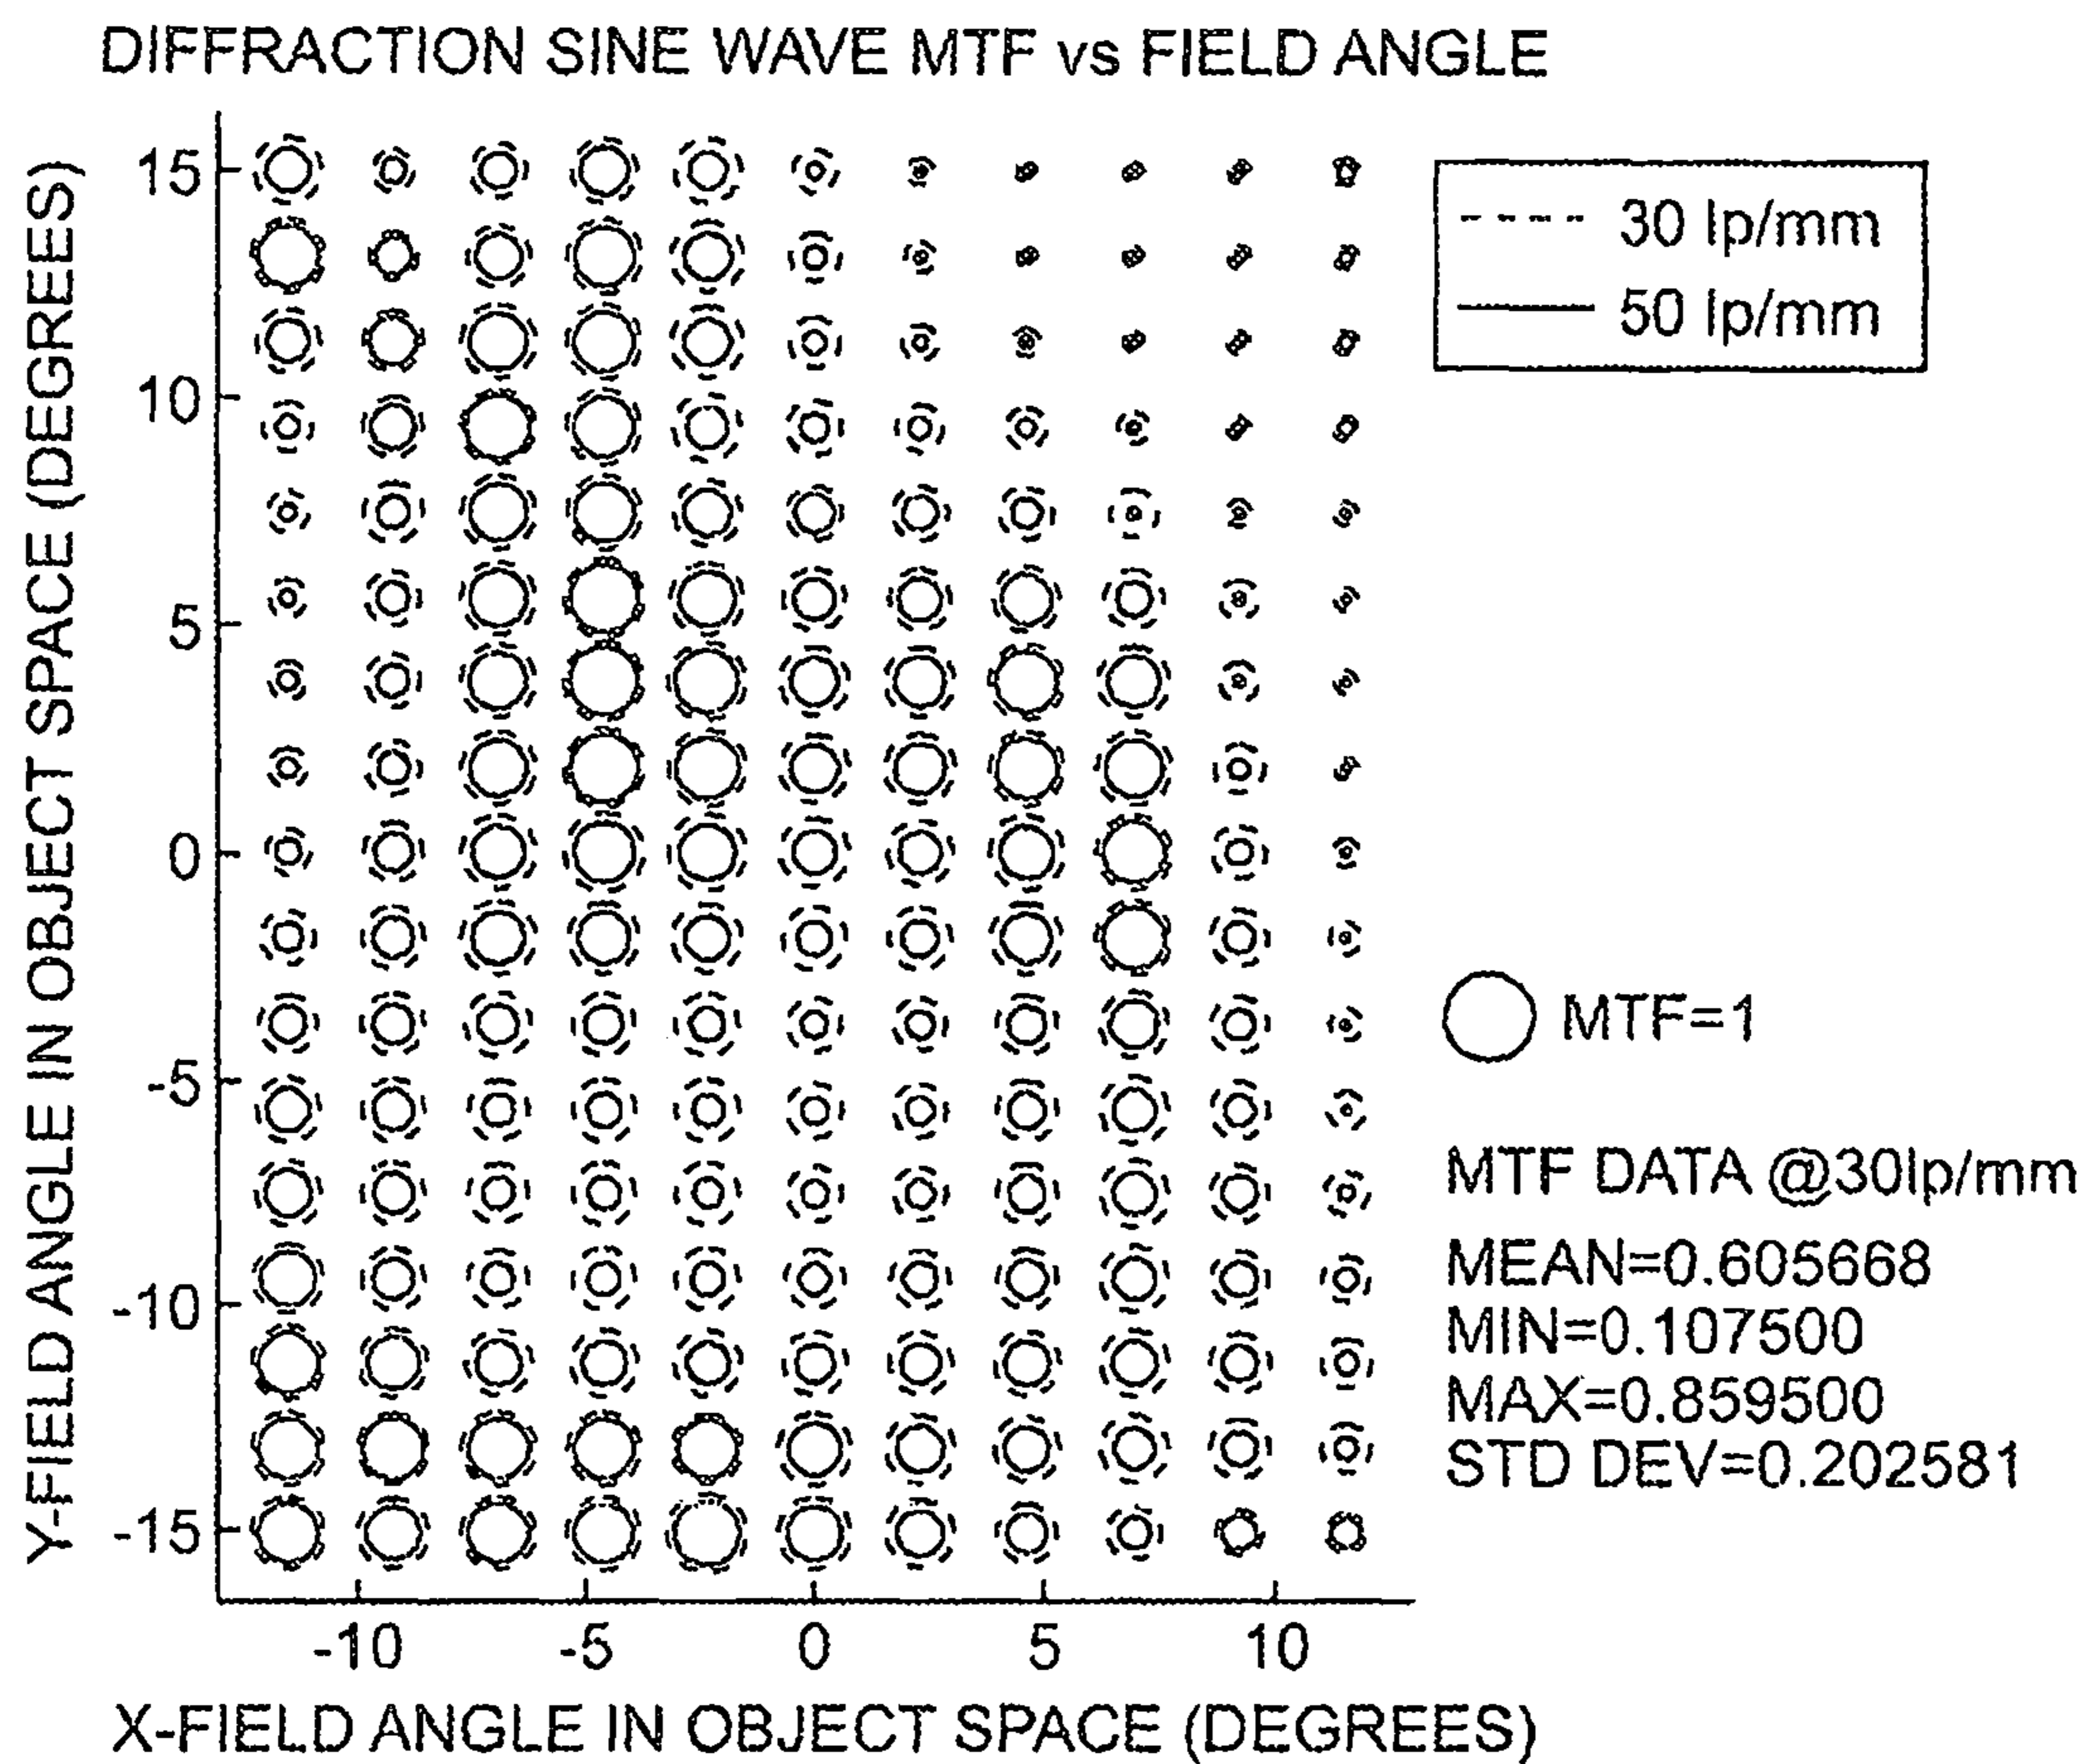 DIFFRACTION SINE WAVE MTF vs FIELD ANGLE
Y-FIELD ANGLE IN OBJECT SPACE (DEGREES)
15
10
5
0
-5
-10
-15
-10
-5
0
5
10
X-FIELD ANGLE IN OBJECT SPACE (DEGREES)
30 lp/mm
50 lp/mm
MTF=1
MTF DATA @30lp/mm
MEAN=0.605668
MIN=0.107500
MAX=0.859500
STD DEV=0.202581